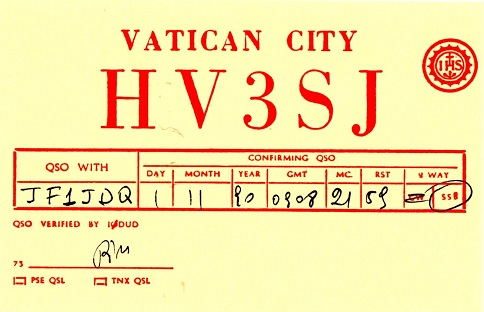 VATICAN CITY
IHS
HV3SJ
QSO WITH
CONFIRMING QSO
DAY MONTH YEAR GMT MC. RST 2 WAY
JF1JDQ 1 11 90 0908 21 59 SSB
QSO VERIFIED BY IØDUD
73
PSE QSL TNX QSL